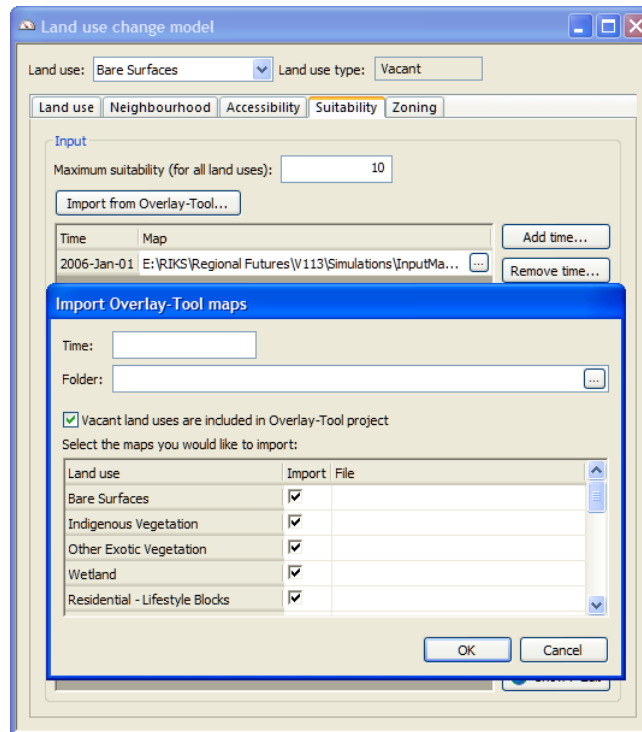 Land use change model
Land use: Bare Surfaces Land use type: Vacant
Land use Neighbourhood Accessibility Suitability Zoning
Input
Maximum suitability (for all land uses): 10
Import from Overlay-Tool...
Time Map Add time...
2006-Jan-01 E:\RIKS\Regional Futures\V113\Simulations\InputMa... ... Remove time...
Import Overlay-Tool maps
Time:
Folder: ...
Vacant land uses are included in Overlay-Tool project
Select the maps you would like to import:
Land use Import File
Bare Surfaces
Indigenous Vegetation
Other Exotic Vegetation
Wetland
Residential - Lifestyle Blocks
OK Cancel